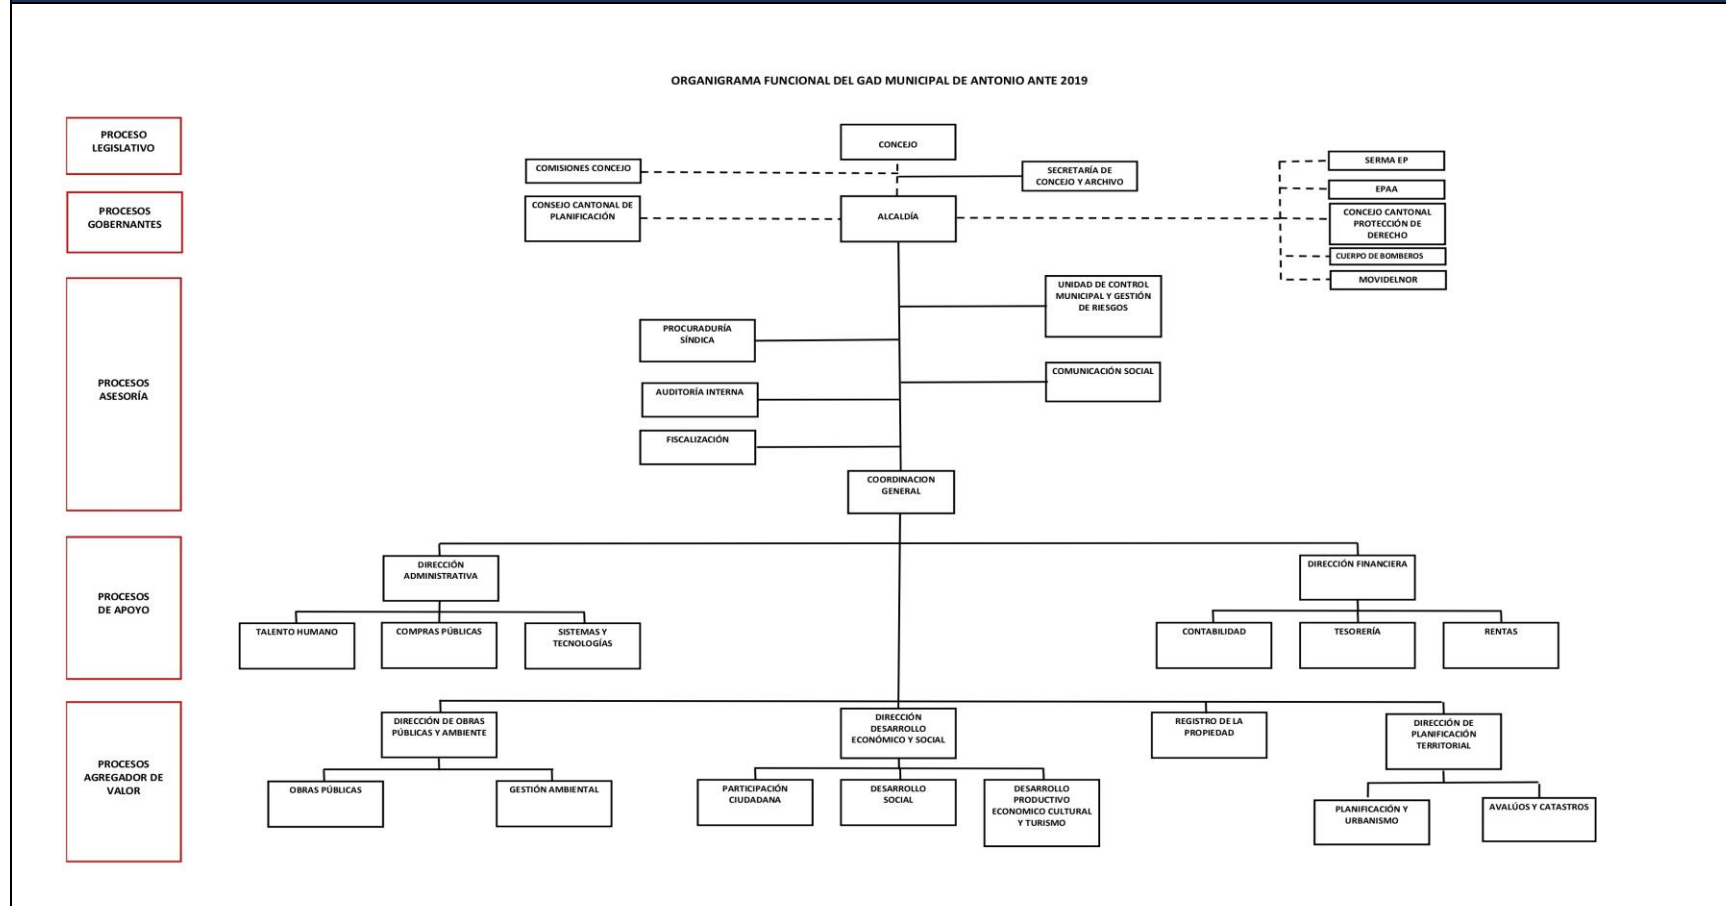 ORGANIGRAMA FUNCIONAL DEL GAD MUNICIPAL DE ANTONIO ANTE 2019
PROCESO
LEGISLATIVO
CONCEJO
COMISIONES CONCEJO
SECRETARÍA DE
CONCEJO Y ARCHIVO
SERMA EP
EPAA
PROCESOS
GOBERNANTES
CONSEJO CANTONAL DE
PLANIFICACIÓN
ALCALDÍA
CONCEJO CANTONAL
PROTECCIÓN DE
DERECHO
CUERPO DE BOMBEROS
MOVIDELNOR
PROCESOS
ASESORÍA
UNIDAD DE CONTROL
MUNICIPAL Y GESTIÓN
DE RIESGOS
PROCURADURÍA
SÍNDICA
COMUNICACIÓN SOCIAL
AUDITORÍA INTERNA
FISCALIZACIÓN
COORDINACION
GENERAL
PROCESOS
DE APOYO
DIRECCIÓN
ADMINISTRATIVA
DIRECCIÓN FINANCIERA
TALENTO HUMANO
COMPRAS PÚBLICAS
SISTEMAS Y
TECNOLOGÍAS
CONTABILIDAD
TESORERÍA
RENTAS
PROCESOS
AGREGADOR DE
VALOR
DIRECCIÓN DE OBRAS
PÚBLICAS Y AMBIENTE
DIRECCIÓN
DESARROLLO
ECONÓMICO Y SOCIAL
REGISTRO DE LA
PROPIEDAD
DIRECCIÓN DE
PLANIFICACIÓN
TERRITORIAL
OBRAS PÚBLICAS
GESTIÓN AMBIENTAL
PARTICIPACIÓN
CIUDADANA
DESARROLLO
SOCIAL
DESARROLLO
PRODUCTIVO
ECONOMICO CULTURAL
Y TURISMO
PLANIFICACIÓN Y
URBANISMO
AVALÚOS Y CATASTROS